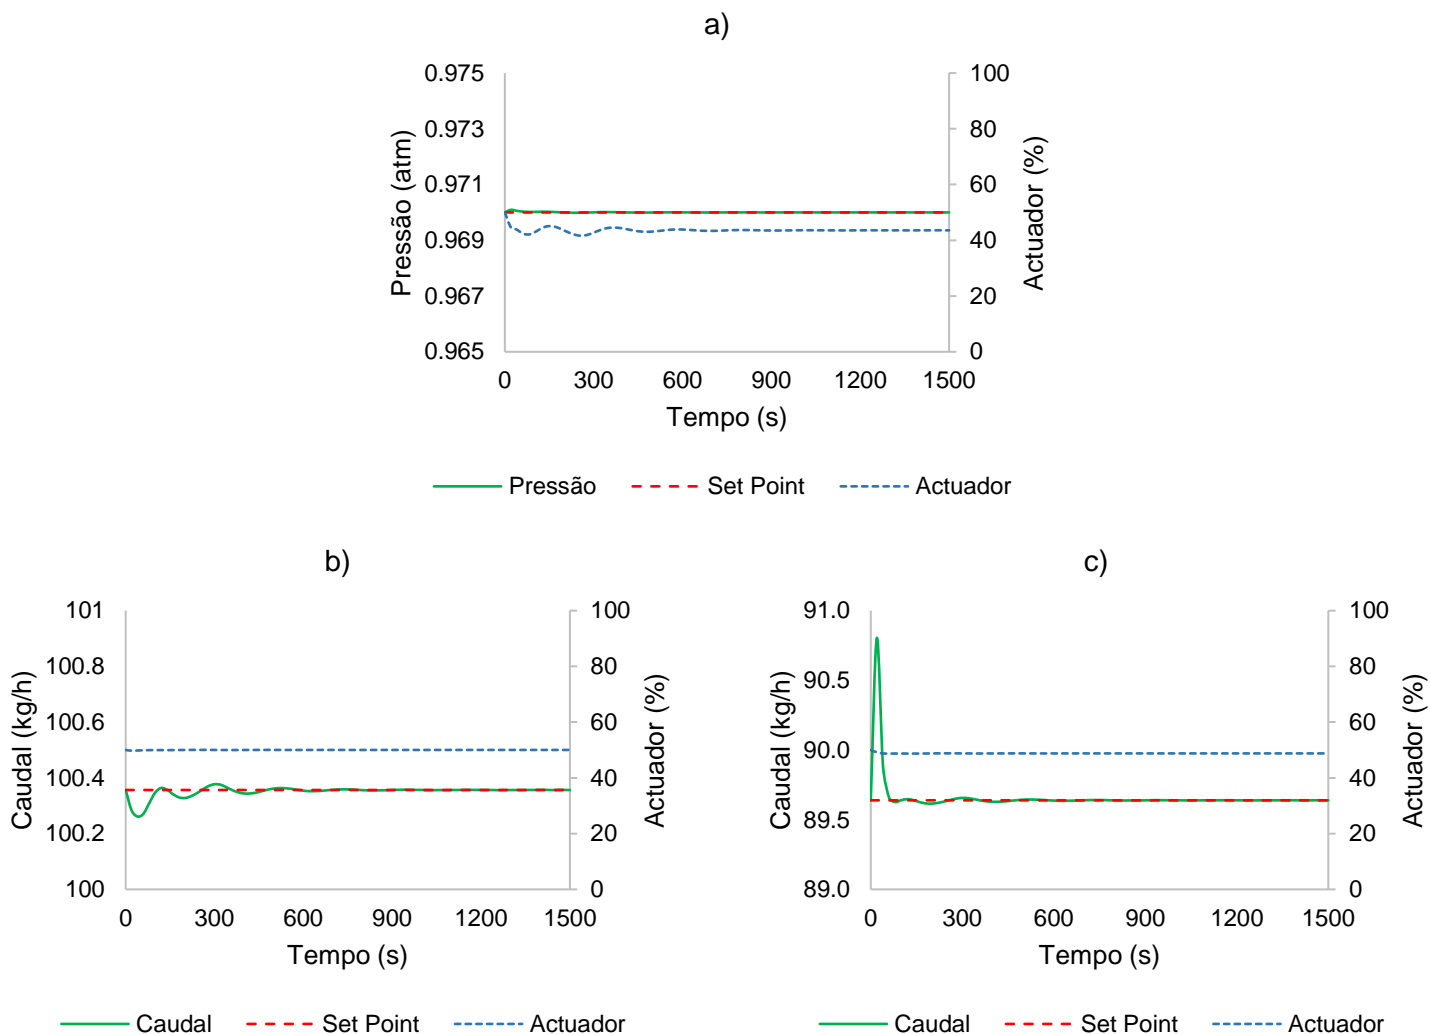 a)
0.975
0.973
0.971
0.969
0.967
0.965
Pressão (atm)
100
80
60
40
20
0
Actuador (%)
0 300 600 900 1200 1500
Tempo (s)
Pressão Set Point Actuador
b)
101
100.8
100.6
100.4
100.2
100
Caudal (kg/h)
100
80
60
40
20
0
Actuador (%)
0 300 600 900 1200 1500
Tempo (s)
Caudal Set Point Actuador
c)
91.0
90.5
90.0
89.5
89.0
Caudal (kg/h)
100
80
60
40
20
0
Actuador (%)
0 300 600 900 1200 1500
Tempo (s)
Caudal Set Point Actuador